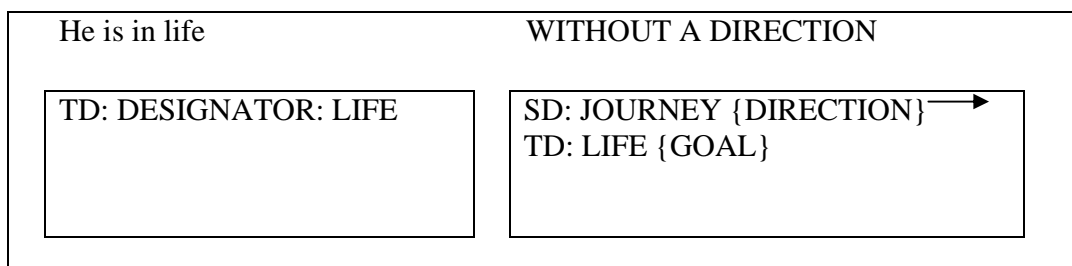 He is in life WITHOUT A DIRECTION
TD: DESIGNATOR: LIFE SD: JOURNEY {DIRECTION}
TD: LIFE {GOAL}